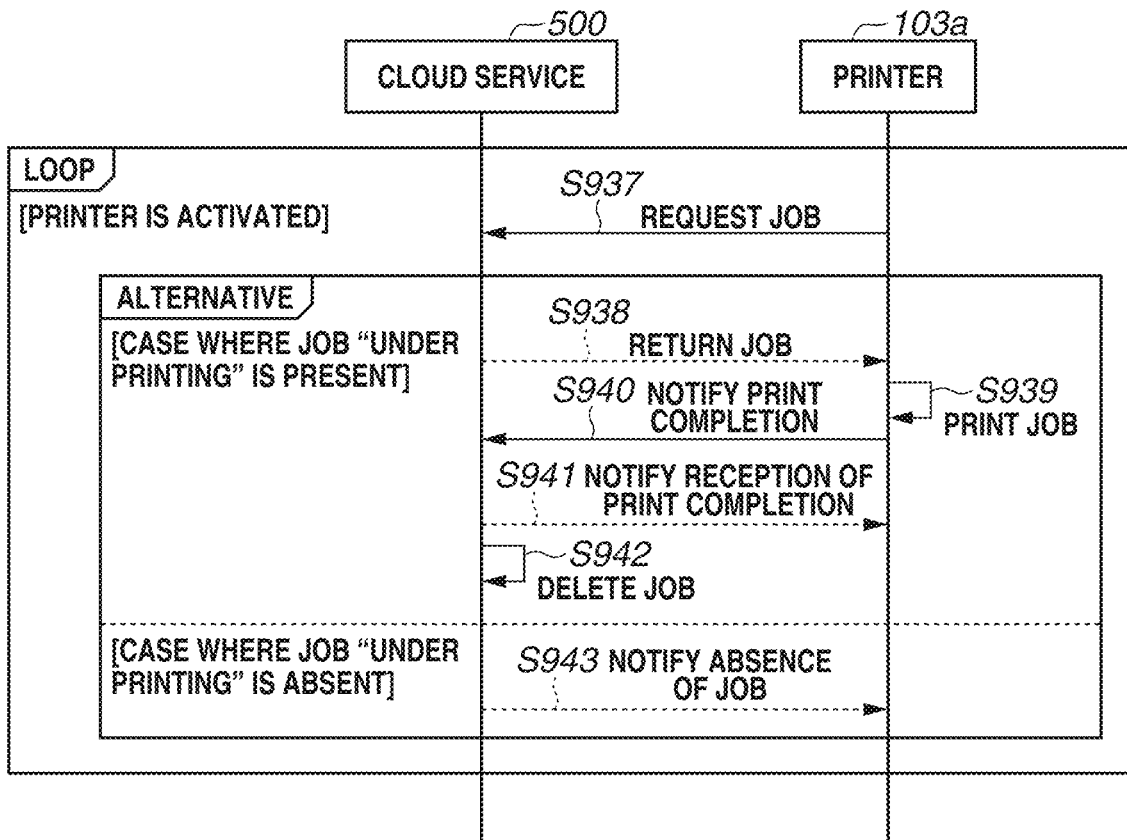 500
103a
CLOUD SERVICE
PRINTER
LOOP
[PRINTER IS ACTIVATED]
S937
REQUEST JOB
ALTERNATIVE
[CASE WHERE JOB “UNDER
PRINTING” IS PRESENT]
S938
RETURN JOB
S939
PRINT JOB
S940 NOTIFY PRINT
COMPLETION
S941 NOTIFY RECEPTION OF
PRINT COMPLETION
S942
DELETE JOB
[CASE WHERE JOB “UNDER
PRINTING” IS ABSENT]
S943 NOTIFY ABSENCE
OF JOB